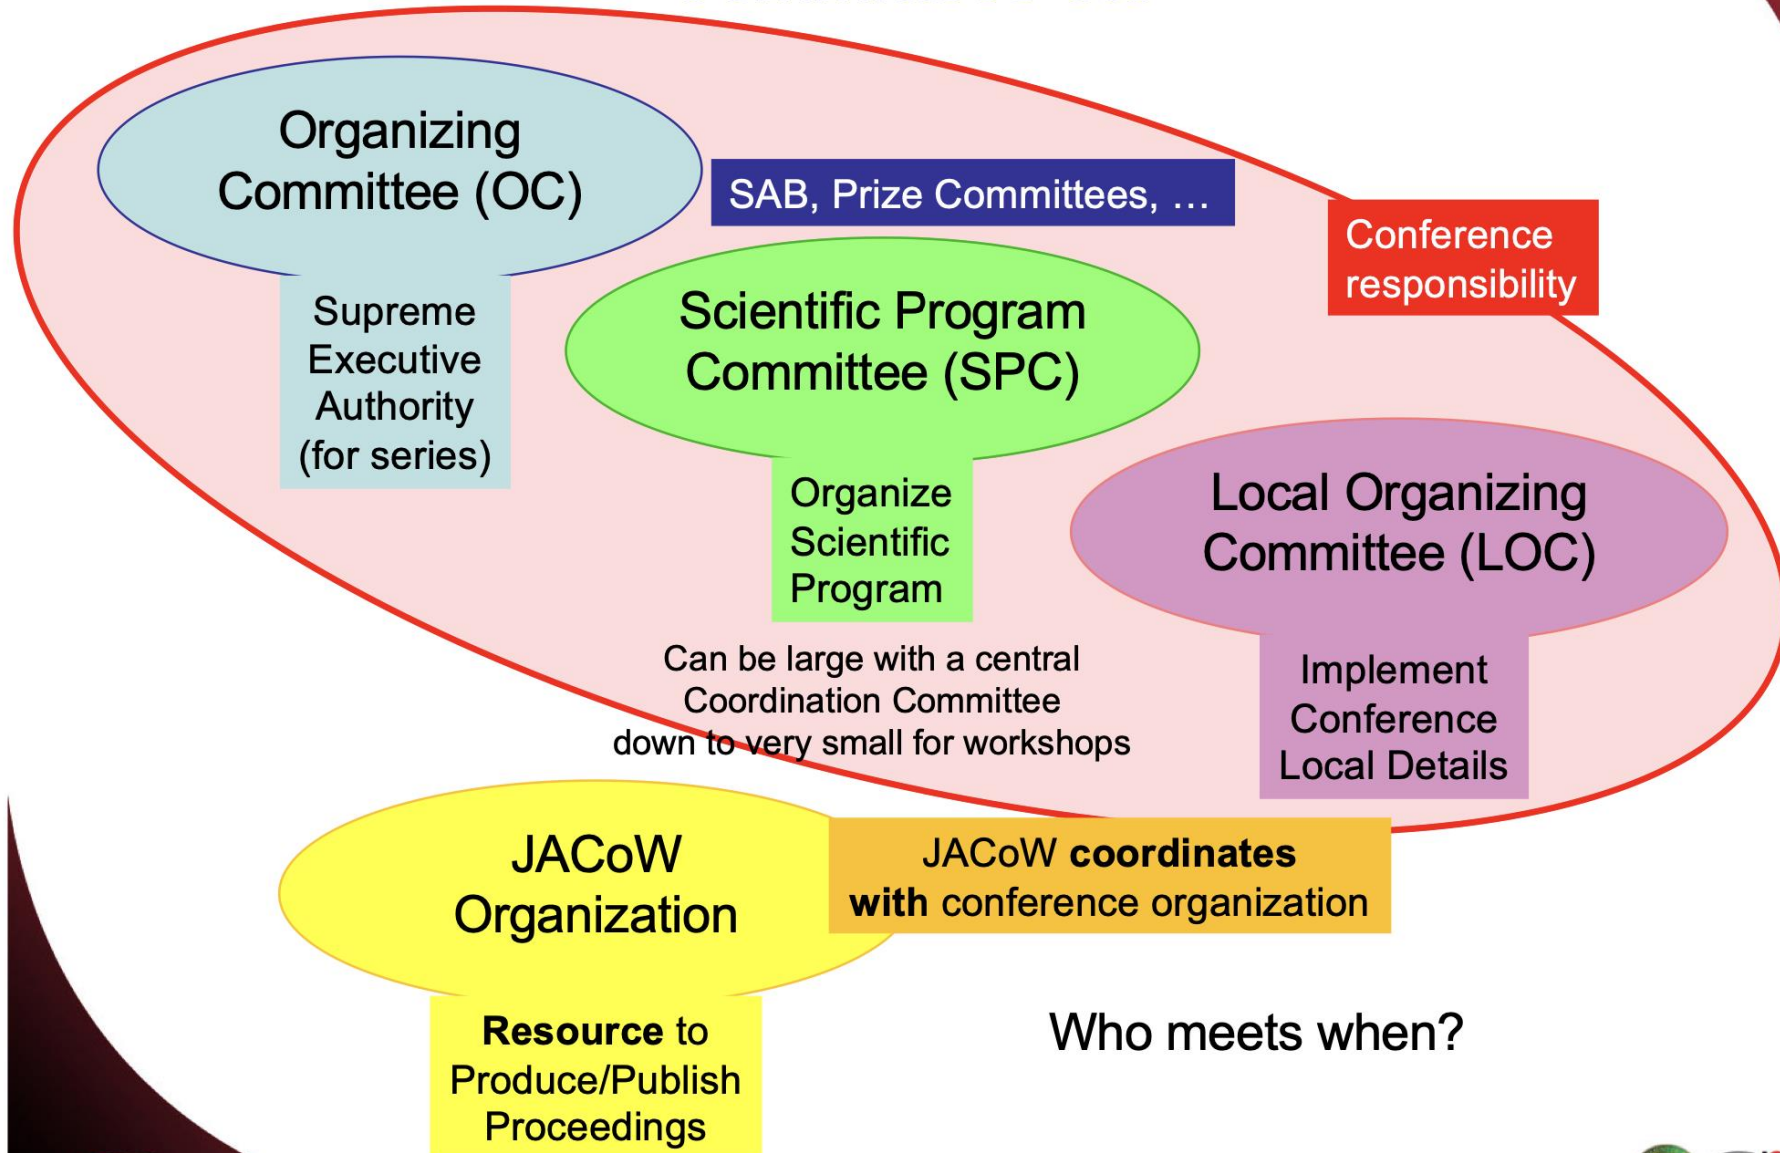 Organizing
Committee (OC)
SAB, Prize Committees, …
Conference
responsibility
Supreme
Executive
Authority
(for series)
Scientific Program
Committee (SPC)
Organize
Scientific
Program
Local Organizing
Committee (LOC)
Implement
Conference
Local Details
Can be large with a central
Coordination Committee
down to very small for workshops
JACoW
Organization
JACoW coordinates
with conference organization
Resource to
Produce/Publish
Proceedings
Who meets when?